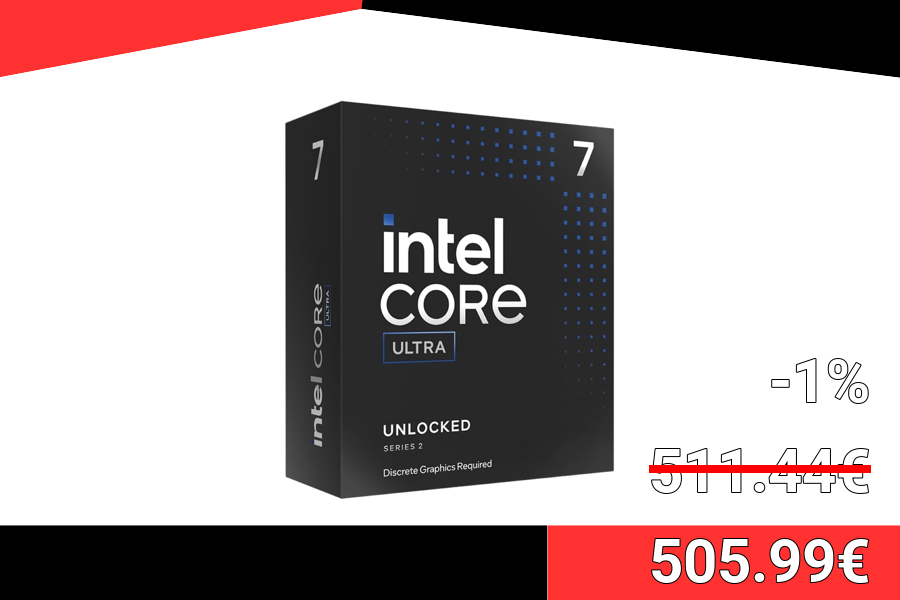 7
7
intel
CORE
ULTRA
UNLOCKED
SERIES 2
Discrete Graphics Required
intel CORE
ULTRA
-1%
511.44€
505.99€